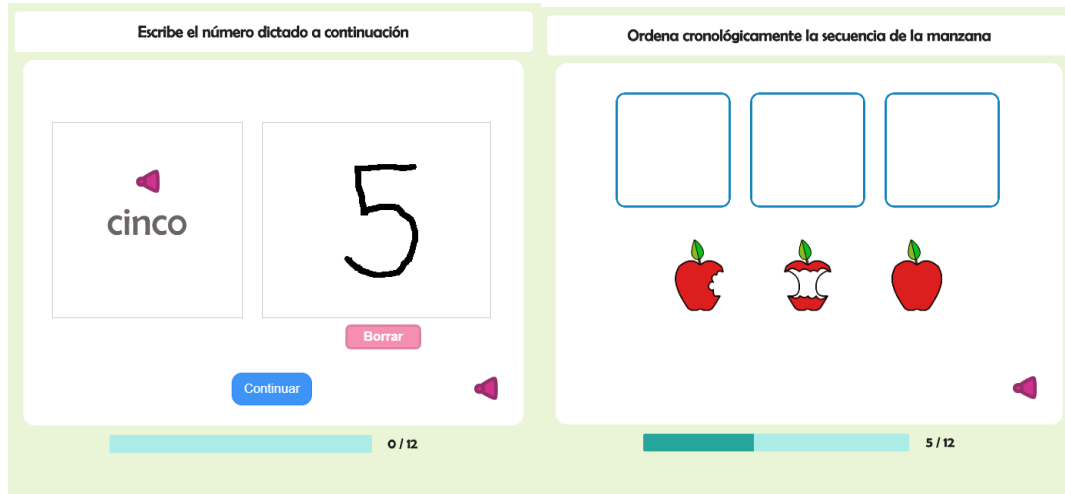 Escribe el número dictado a continuación
cinco
5
Borrar
Continuar
0 / 12
Ordena cronológicamente la secuencia de la manzana
5 / 12